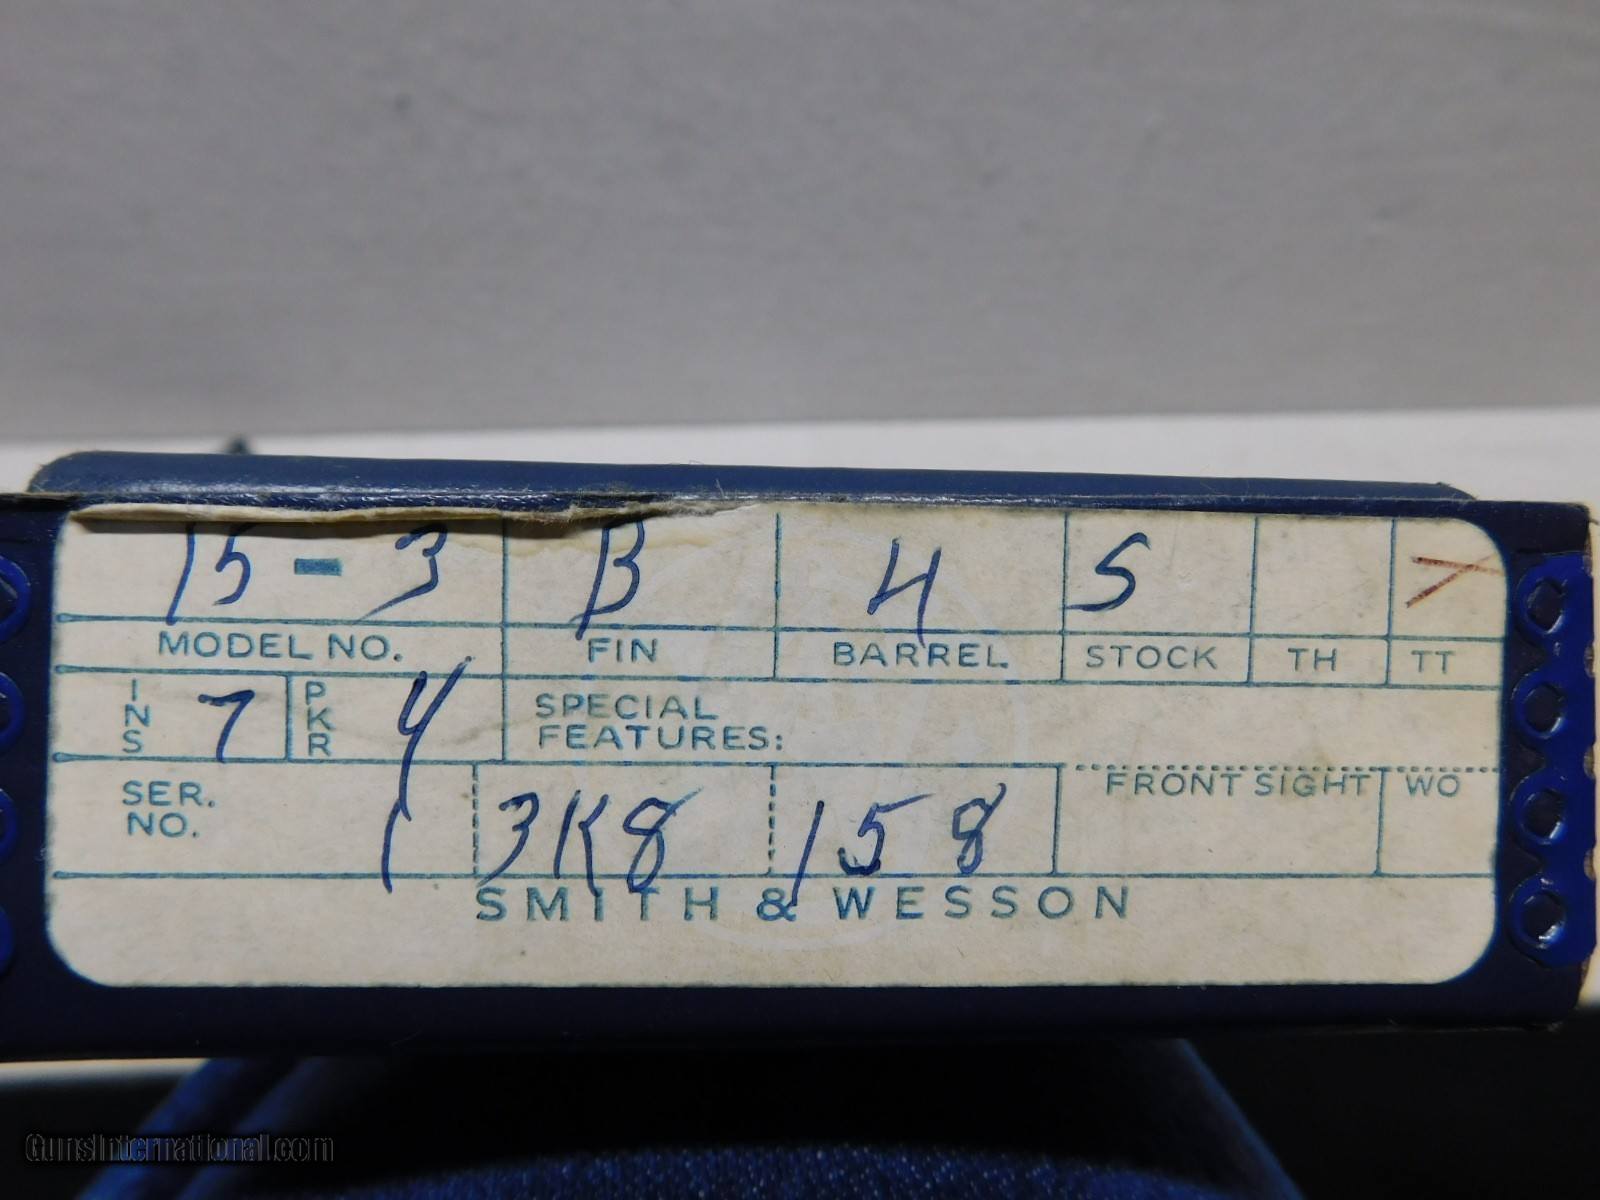 15-3 B 4 S
MODEL NO. FIN BARREL STOCK TH TT
INS 7 PKR 4 SPECIAL
FEATURES:
SER. 1 3K8 158 FRONT SIGHT WO
NO.
SMITH & WESSON
GunsInternational.com